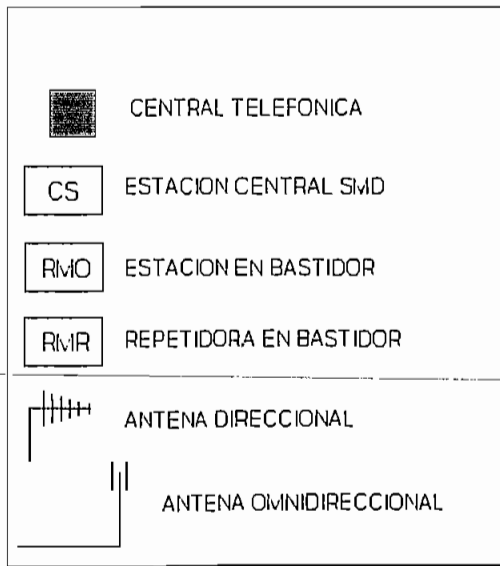 CENTRAL TELEFONICA
CS ESTACION CENTRAL SMD
RMO ESTACION EN BASTIDOR
RMR REPETIDORA EN BASTIDOR
ANTENA DIRECCIONAL
ANTENA OMNIDIRECCIONAL